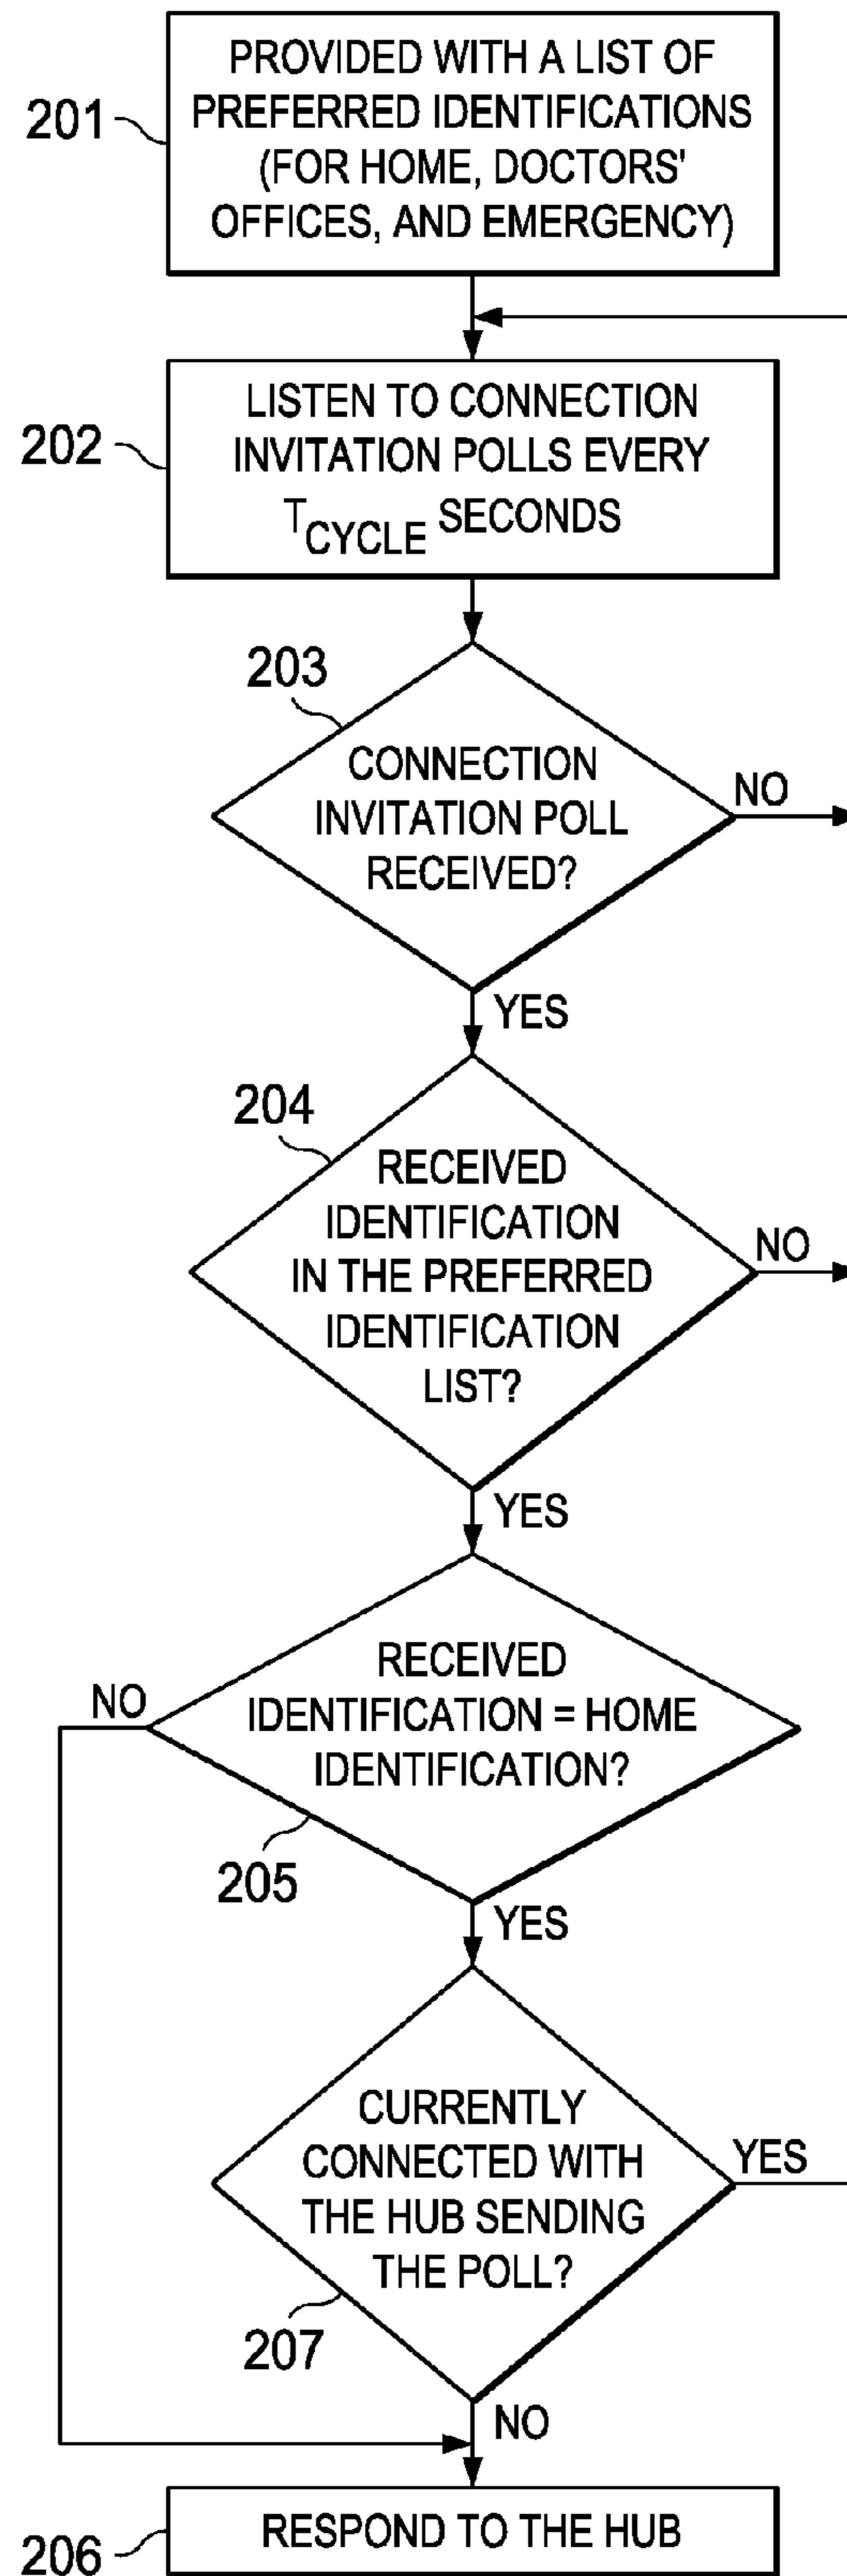 PROVIDED WITH A LIST OF
PREFERRED IDENTIFICATIONS
(FOR HOME, DOCTORS'
OFFICES, AND EMERGENCY)
201
LISTEN TO CONNECTION
INVITATION POLLS EVERY
TCYCLE SECONDS
202
203
CONNECTION
INVITATION POLL
RECEIVED?
NO
YES
204
RECEIVED
IDENTIFICATION
IN THE PREFERRED
IDENTIFICATION
LIST?
NO
YES
RECEIVED
IDENTIFICATION = HOME
IDENTIFICATION?
NO
205
YES
CURRENTLY
CONNECTED WITH
THE HUB SENDING
THE POLL?
YES
207
NO
RESPOND TO THE HUB
206